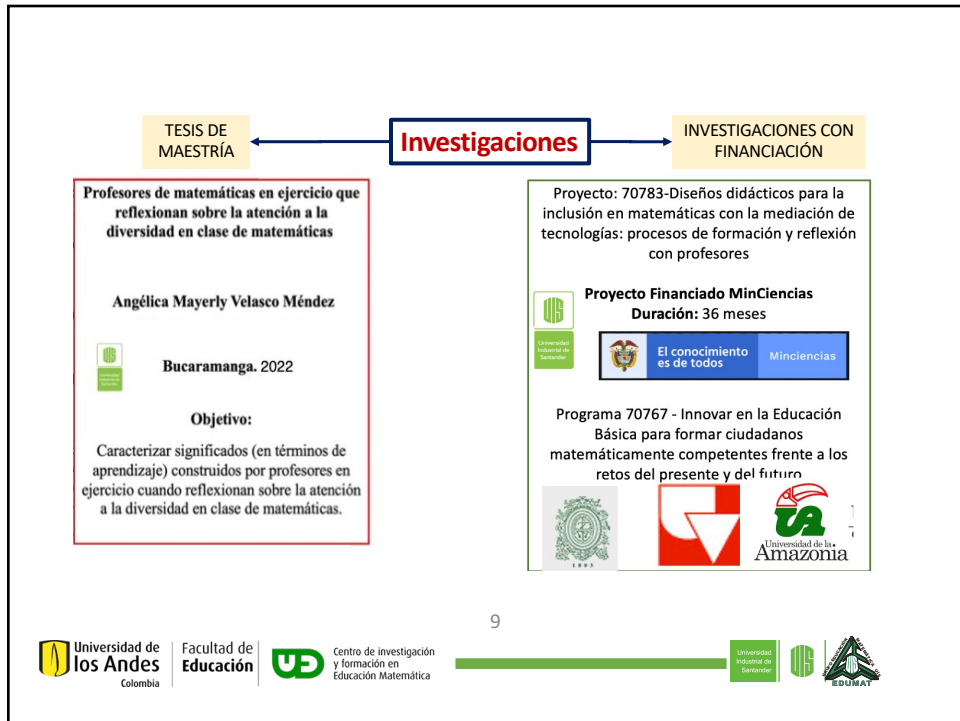 TESIS DE
MAESTRÍA
Investigaciones
INVESTIGACIONES CON
FINANCIACIÓN
Profesores de matemáticas en ejercicio que
reflexionan sobre la atención a la
diversidad en clase de matemáticas
Angélica Mayerly Velasco Méndez
Bucaramanga. 2022
Objetivo:
Caracterizar significados (en términos de
aprendizaje) construidos por profesores en
ejercicio cuando reflexionan sobre la atención
a la diversidad en clase de matemáticas.
Proyecto: 70783-Diseños didácticos para la
inclusión en matemáticas con la mediación de
tecnologías: procesos de formación y reflexión
con profesores
Proyecto Financiado MinCiencias
Duración: 36 meses
Universidad
Industrial de
Santander
El conocimiento
es de todos
Minciencias
Programa 70767 - Innovar en la Educación
Básica para formar ciudadanos
matemáticamente competentes frente a los
retos del presente y del futuro
1803
Universidad de la
Amazonia
9
Universidad de
los Andes
Colombia
Facultad de
Educación
Centro de investigación
y formación en
Educación Matemática
Universidad
Industrial de
Santander
UIS
EDUMAT